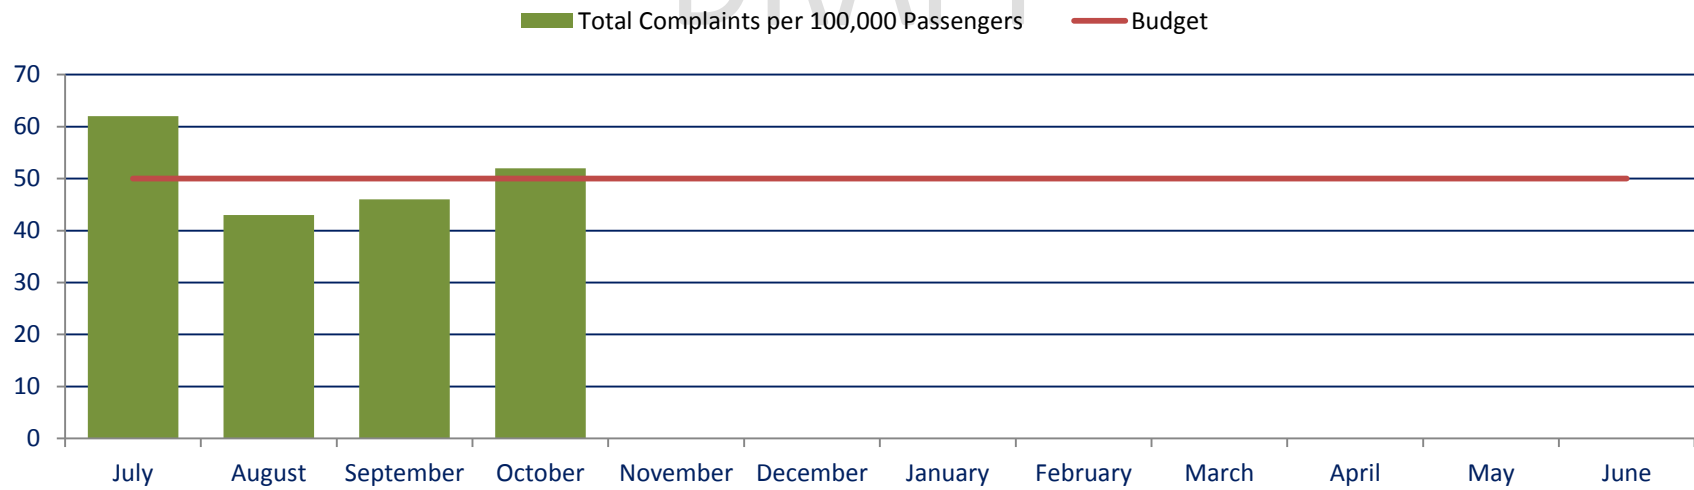 DRAFT
Total Complaints per 100,000 Passengers Budget
70
60
50
40
30
20
10
0
July August September October November December January February March April May June